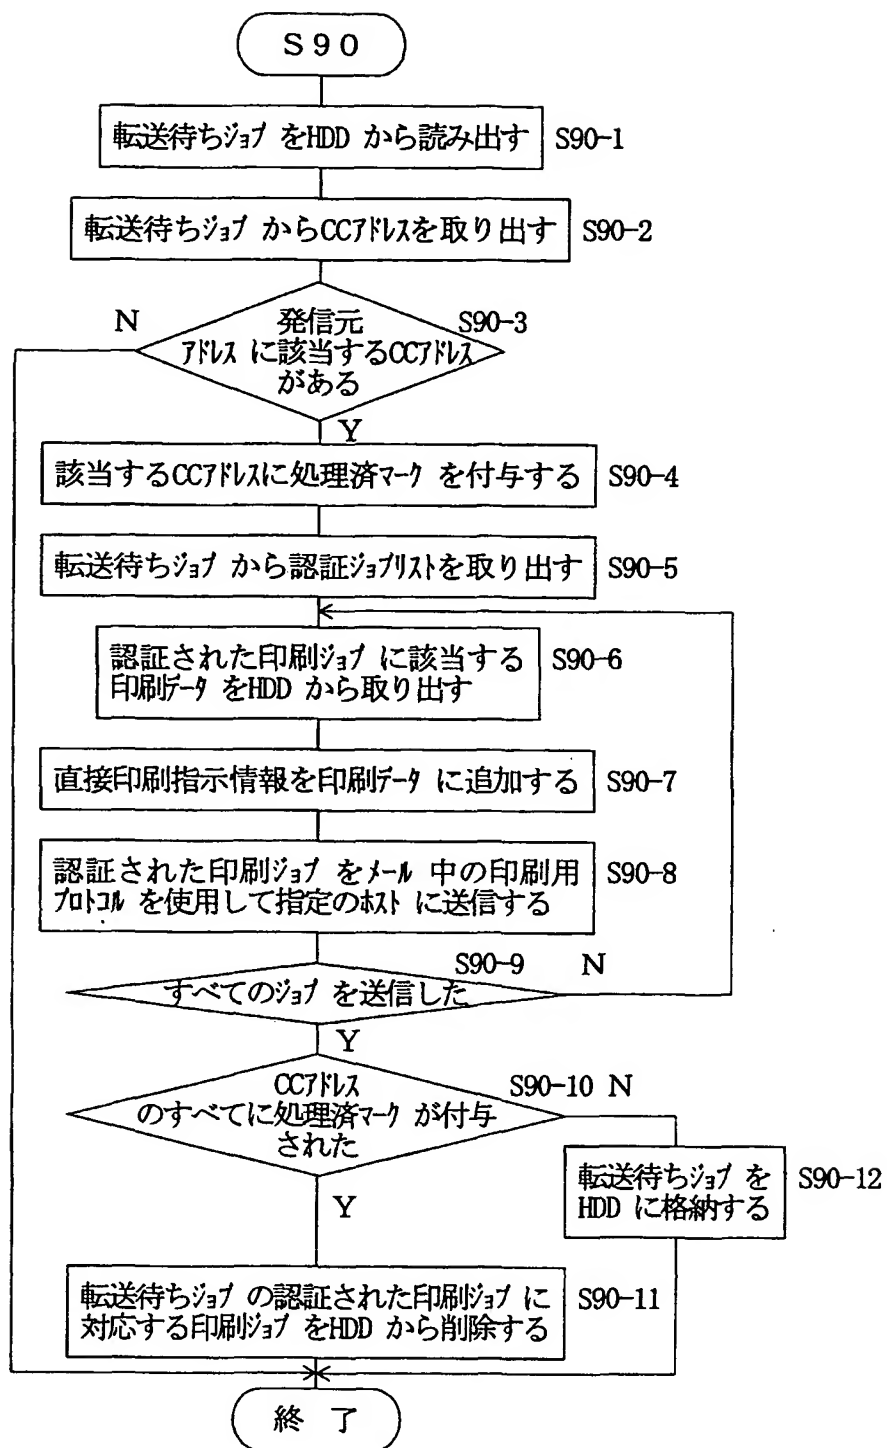 S90
転送待ちジョブ をHDD から読み出す
S90-1
転送待ちジョブ からCCアドレスを取り出す
S90-2
発信元
アドレス に該当するCCアドレス
がある
S90-3
N
Y
該当するCCアドレスに処理済マーク を付与する
S90-4
転送待ちジョブ から認証ジョブリストを取り出す
S90-5
認証された印刷ジョブ に該当する
印刷データ をHDD から取り出す
S90-6
直接印刷指示情報を印刷データ に追加する
S90-7
認証された印刷ジョブ をメール 中の印刷用
プロトコル を使用して指定のホスト に送信する
S90-8
S90-9
N
すべてのジョブ を送信した
Y
CCアドレス
のすべてに処理済マーク が付与
された
S90-10 N
転送待ちジョブ を
HDD に格納する
S90-12
Y
転送待ちジョブ の認証された印刷ジョブ に
対応する印刷ジョブ をHDD から削除する
S90-11
終 了